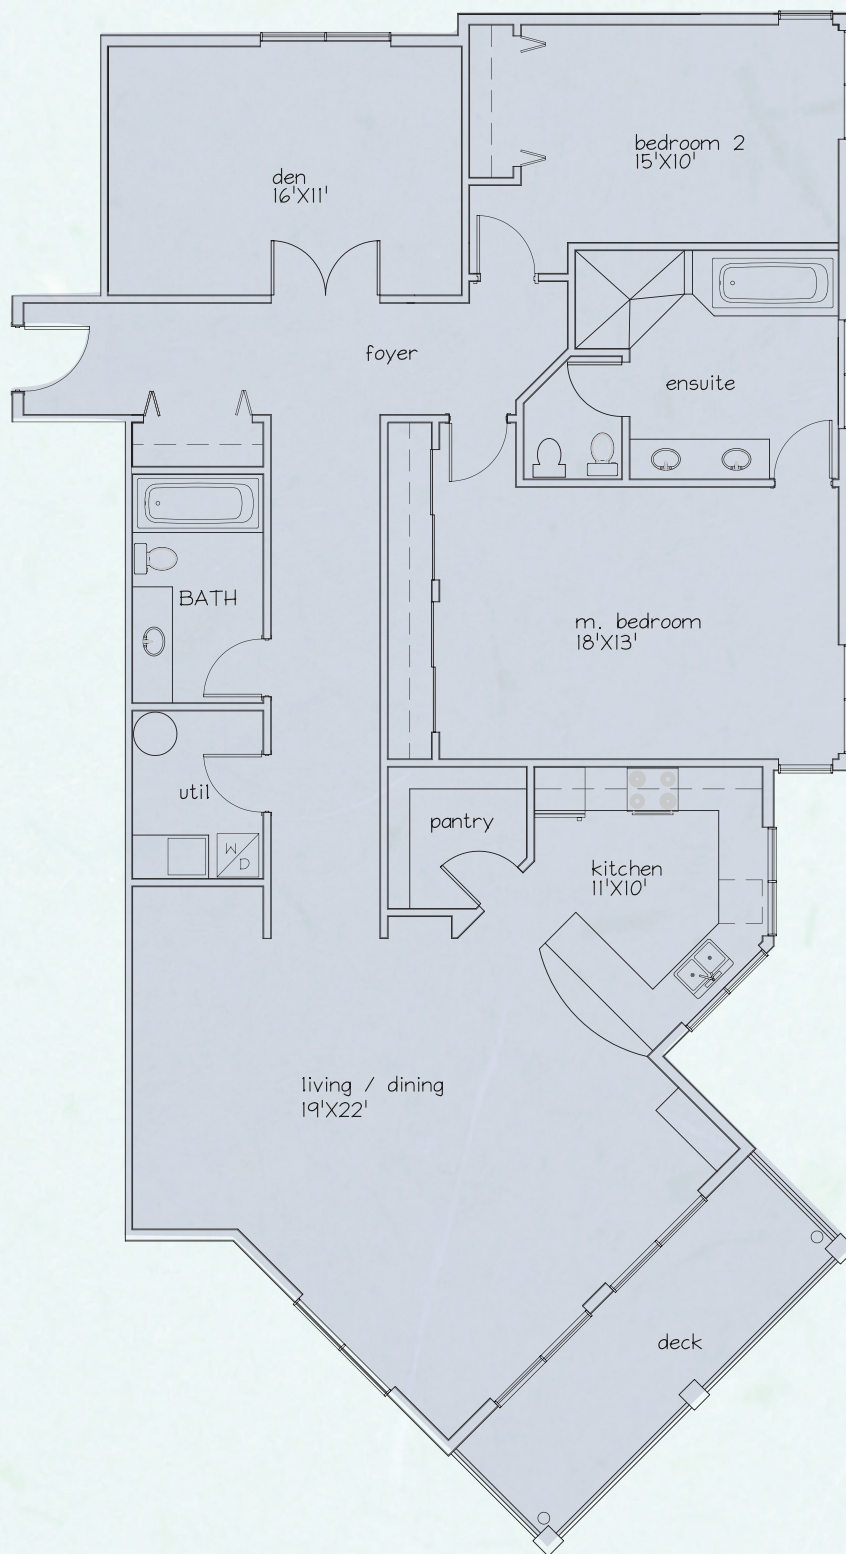 bedroom 2
15'X10'
den
16'X11'
foyer
ensuite
BATH
m. bedroom
18'X13'
util
pantry
W
D
kitchen
11'X10'
living / dining
19'X22'
deck